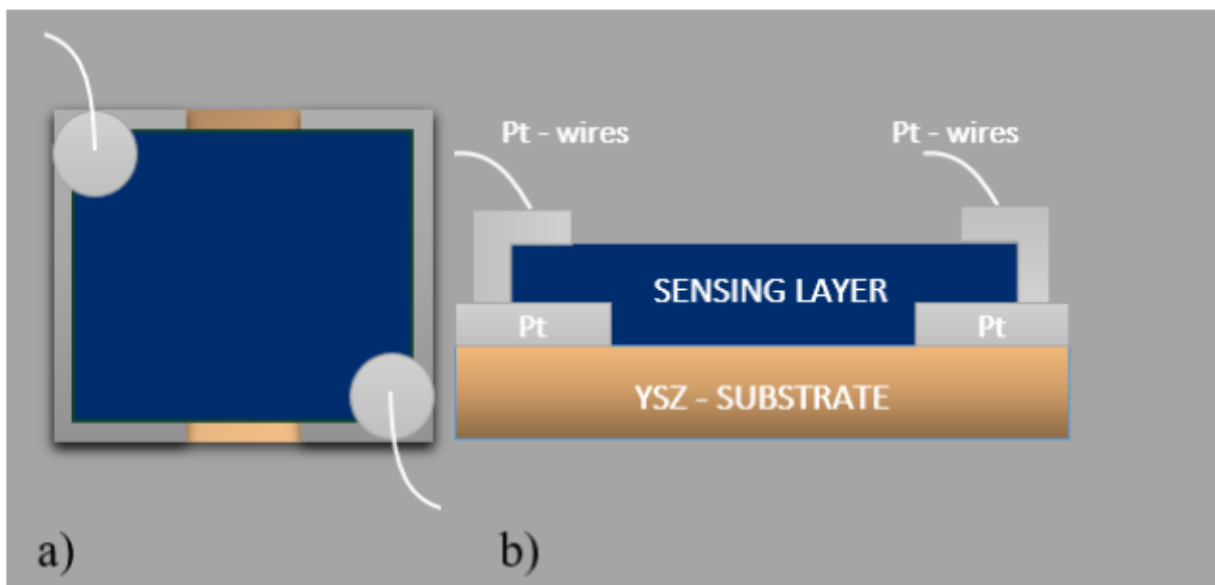 Pt - wires
Pt - wires
SENSING LAYER
Pt
Pt
YSZ - SUBSTRATE
a)
b)